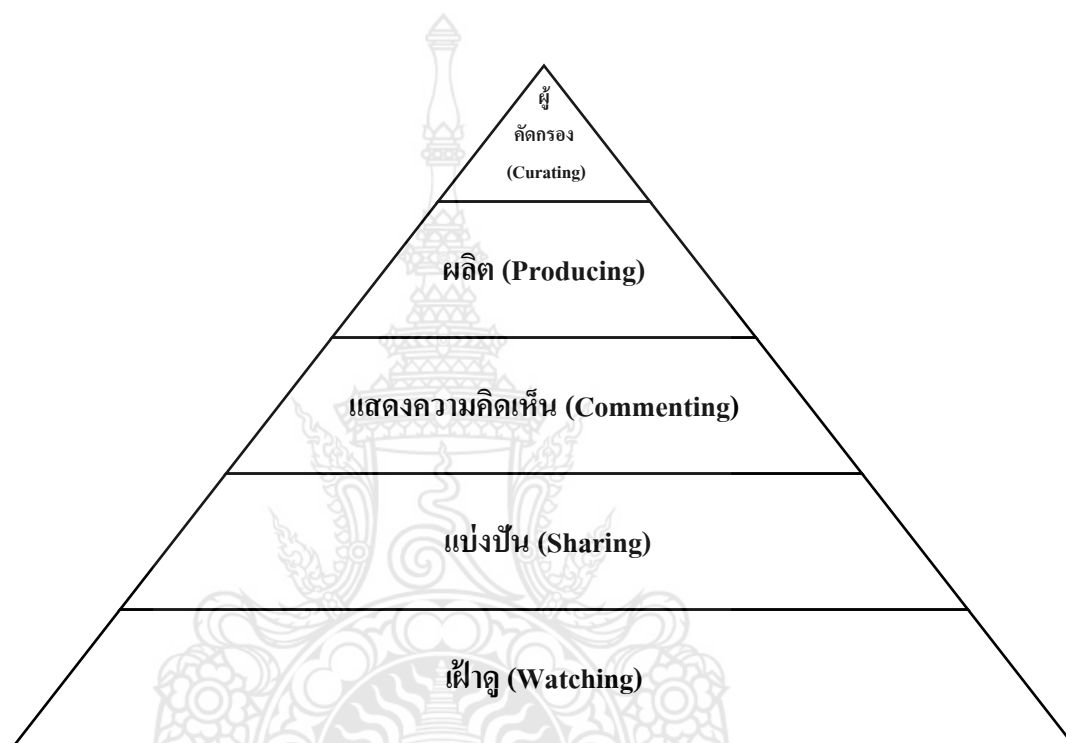 ผู้
คัดกรอง
(Curating)
ผลิต (Producing)
แสดงความคิดเห็น (Commenting)
แบ่งปัน (Sharing)
เฝ้าดู (Watching)